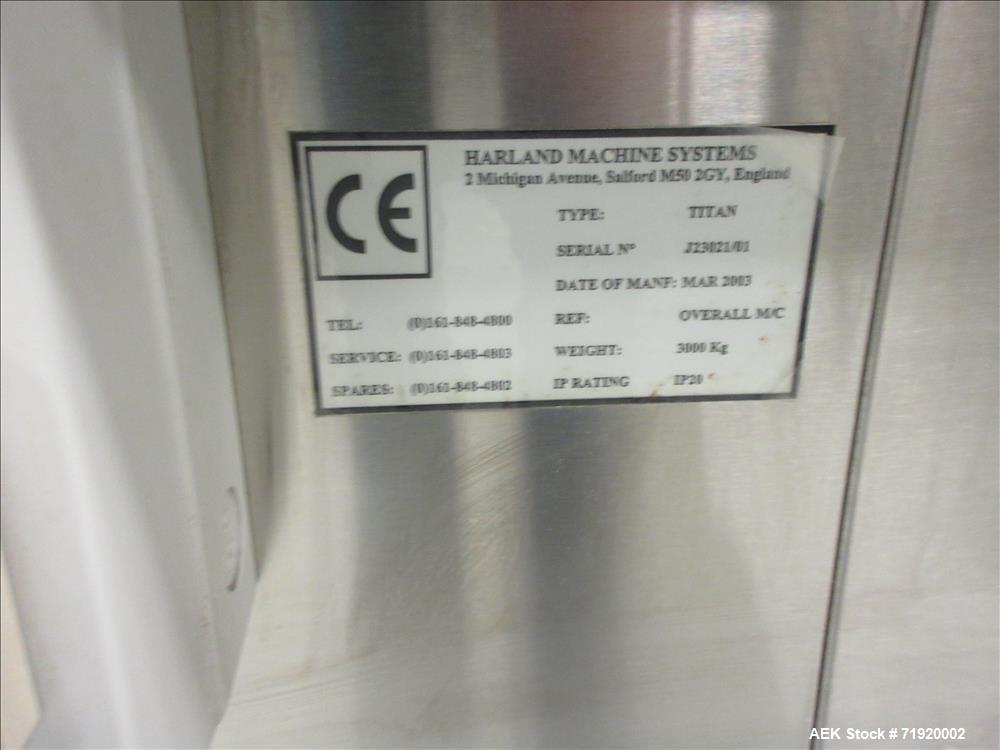 CE
HARLAND MACHINE SYSTEMS
2 Michigan Avenue, Salford M50 2GY, England
TYPE: TITAN
SERIAL Nº J23021/01
DATE OF MANF: MAR 2003
TEL: (0)161-848-4800 REF: OVERALL M/C
SERVICE: (0)161-848-4803 WEIGHT: 3000 Kg
SPARES: (0)161-848-4802 IP RATING IP20
AEK Stock # 71920002